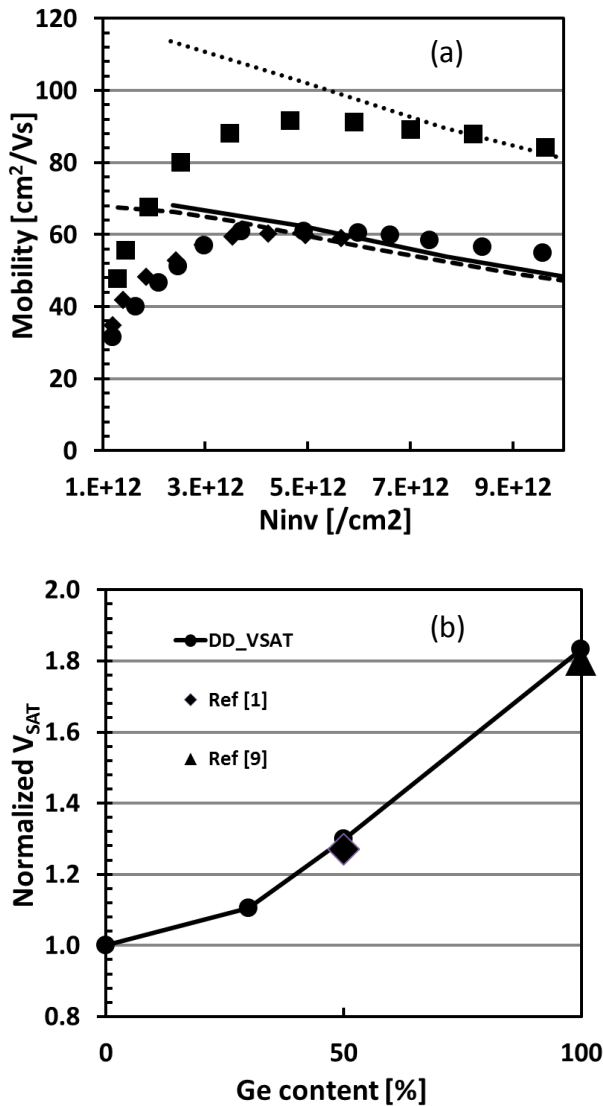 120
(a)
100
80
60
40
20
0
Mobility [cm²/Vs]
1.E+12 3.E+12 5.E+12 7.E+12 9.E+12
Ninv [/cm2]
2.0
(b)
DD_VSAT
1.8
Ref [1]
Ref [9]
1.6
1.4
1.2
1.0
0.8
Normalized V_SAT
0 50 100
Ge content [%]